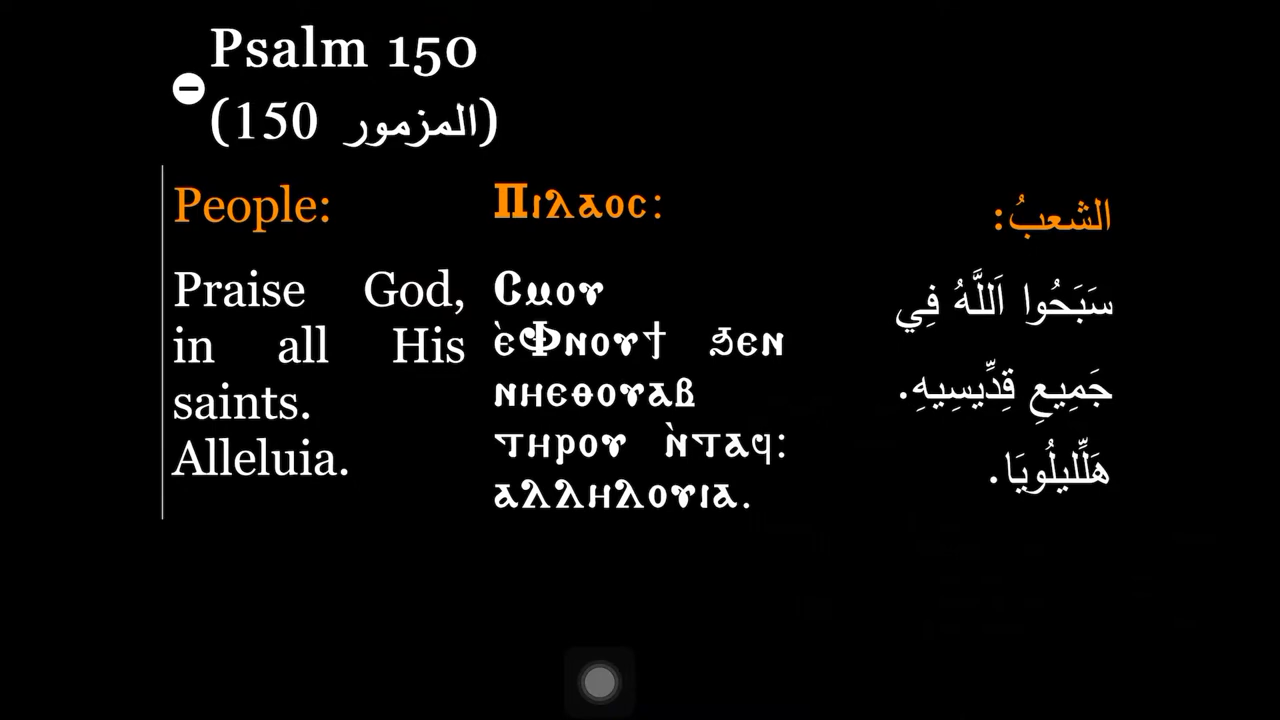 Psalm 150
(المزمور 150)
People:
Praise God,
in all His
saints.
Alleluia.
Ⲡⲓⲗⲁⲟⲥ:
Ⲥⲙⲟⲩ
ⲉ̀Ⲫⲛⲟⲩϯ ϧⲉⲛ
ⲛⲏⲉⲑⲟⲩⲁⲃ
ⲧⲏⲣⲟⲩ ⲛ̀ⲧⲁϥ:
ⲁⲗⲗⲏⲗⲟⲩⲓⲁ.
الشعبُ:
سَبَحُوا اَللَّهُ فِي
جَمِيعِ قِدِّيسِيهِ.
هَلِّليلُويَا.